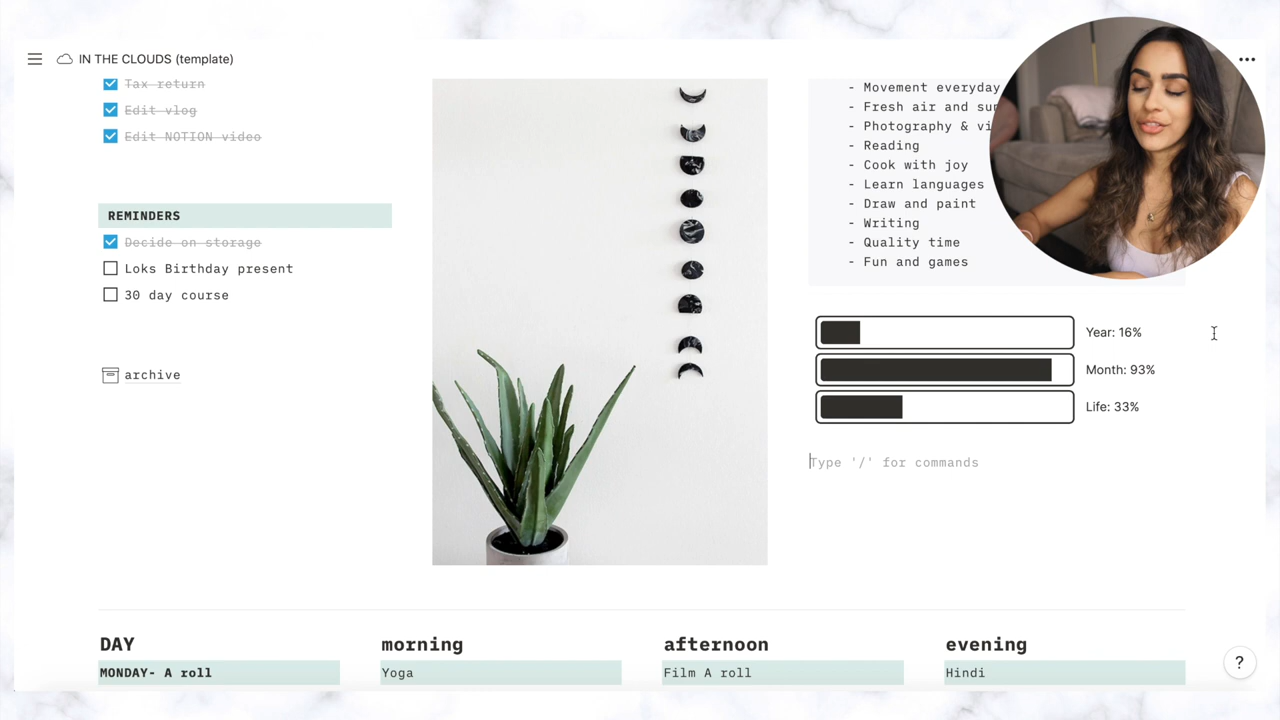 IN THE CLOUDS (template)
Tax return
Edit vlog
Edit NOTION video
REMINDERS
Decide on storage
Loks Birthday present
30 day course
archive
- Movement everyday
- Fresh air and
- Photography &
- Reading
- Cook with joy
- Learn languages
- Draw and paint
- Writing
- Quality time
- Fun and games
Year: 16%
Month: 93%
Life: 33%
Type '/' for commands
DAY
morning
afternoon
evening
MONDAY- A roll
Yoga
Film A roll
Hindi
?